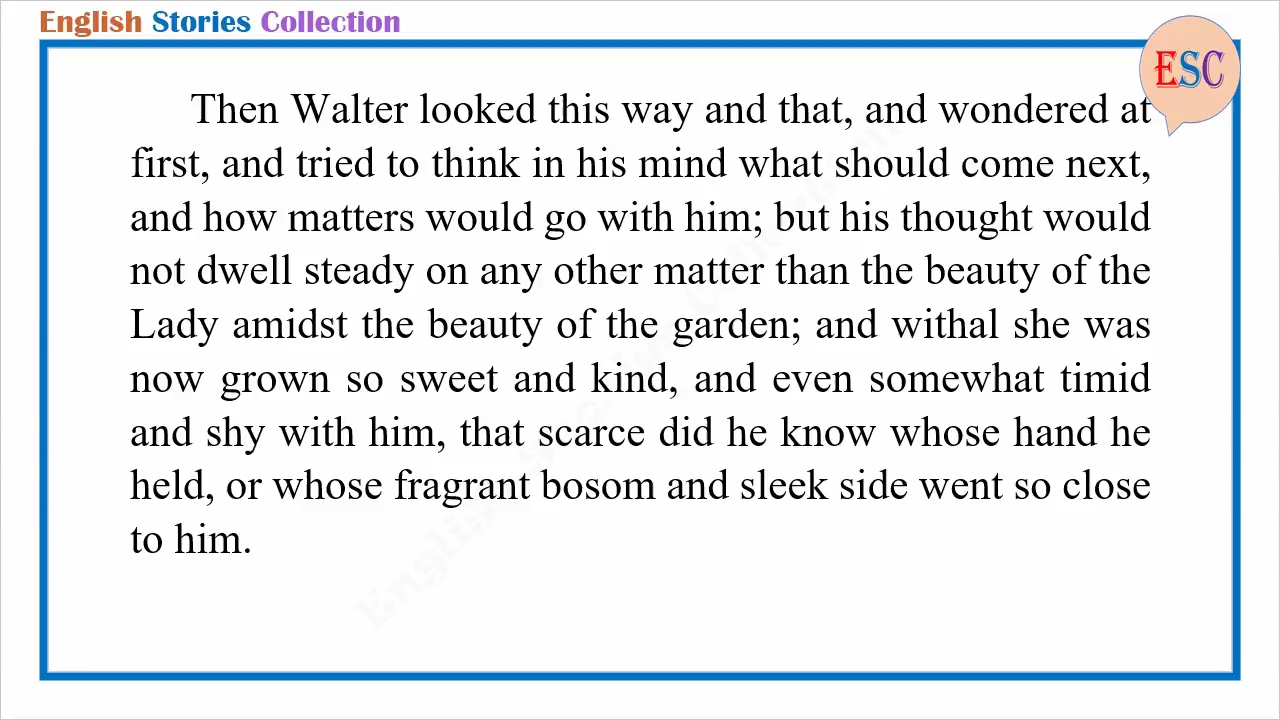 English Stories Collection
ESC
Then Walter looked this way and that, and wondered at
first, and tried to think in his mind what should come next,
and how matters would go with him; but his thought would
not dwell steady on any other matter than the beauty of the
Lady amidst the beauty of the garden; and withal she was
now grown so sweet and kind, and even somewhat timid
and shy with him, that scarce did he know whose hand he
held, or whose fragrant bosom and sleek side went so close
to him.